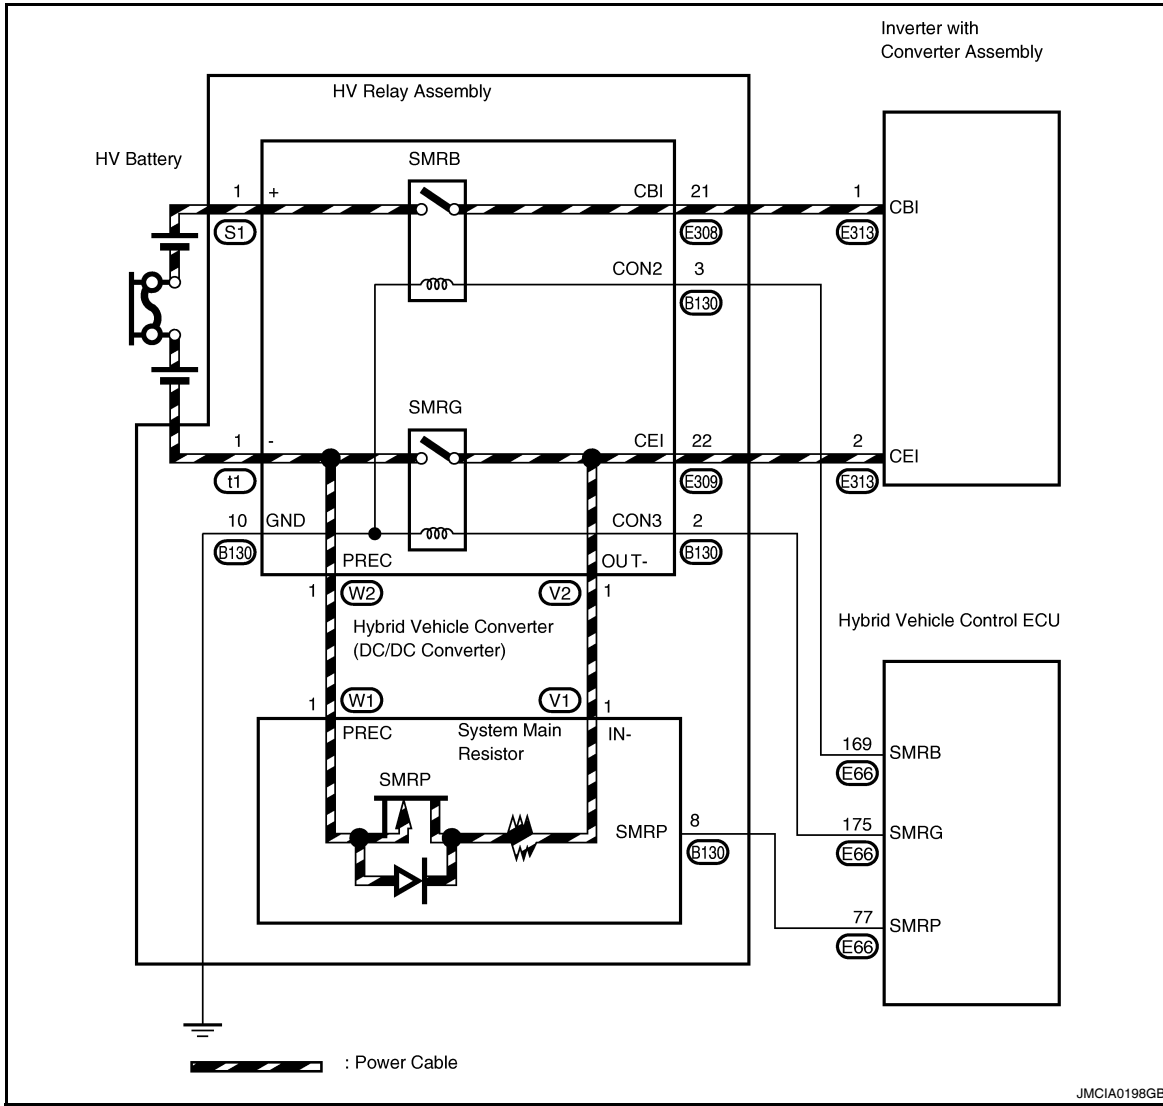 Inverter with
Converter Assembly
HV Relay Assembly
HV Battery
SMRB
1 + CBI 21 1 CBI
S1 E308 E313
CON2 3
B130
SMRG
1 - CEI 22 2 CEI
t1 E309 E313
10 GND CON3 2
B130 PREC OUT- B130
1 W2 V2 1
Hybrid Vehicle Converter
(DC/DC Converter)
Hybrid Vehicle Control ECU
1 W1 V1 1
PREC System Main IN-
Resistor
169 SMRB
E66
SMRP
SMRP 8 175 SMRG
B130 E66
77 SMRP
E66
: Power Cable
JMCIA0198GB